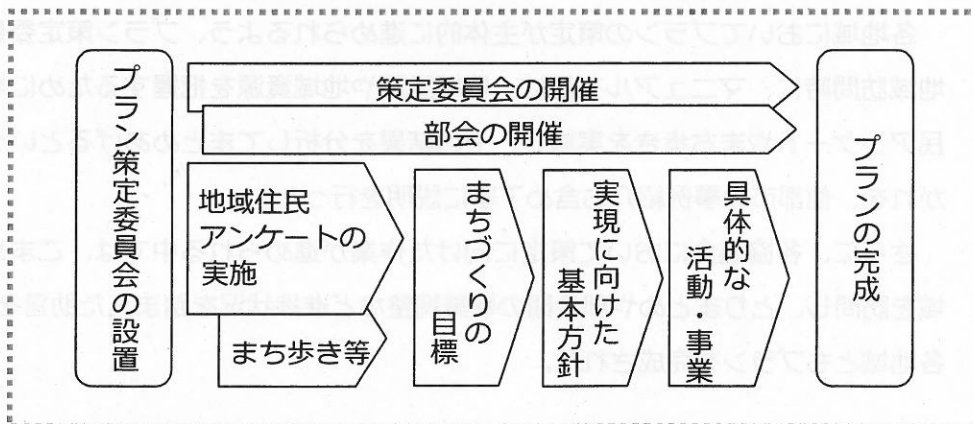 プラン策定委員会の設置
策定委員会の開催
部会の開催
地域住民
アンケートの
実施
まち歩き等
まちづくりの
目標
実現に向けた
基本方針
具体的な
活動・事業
プランの完成